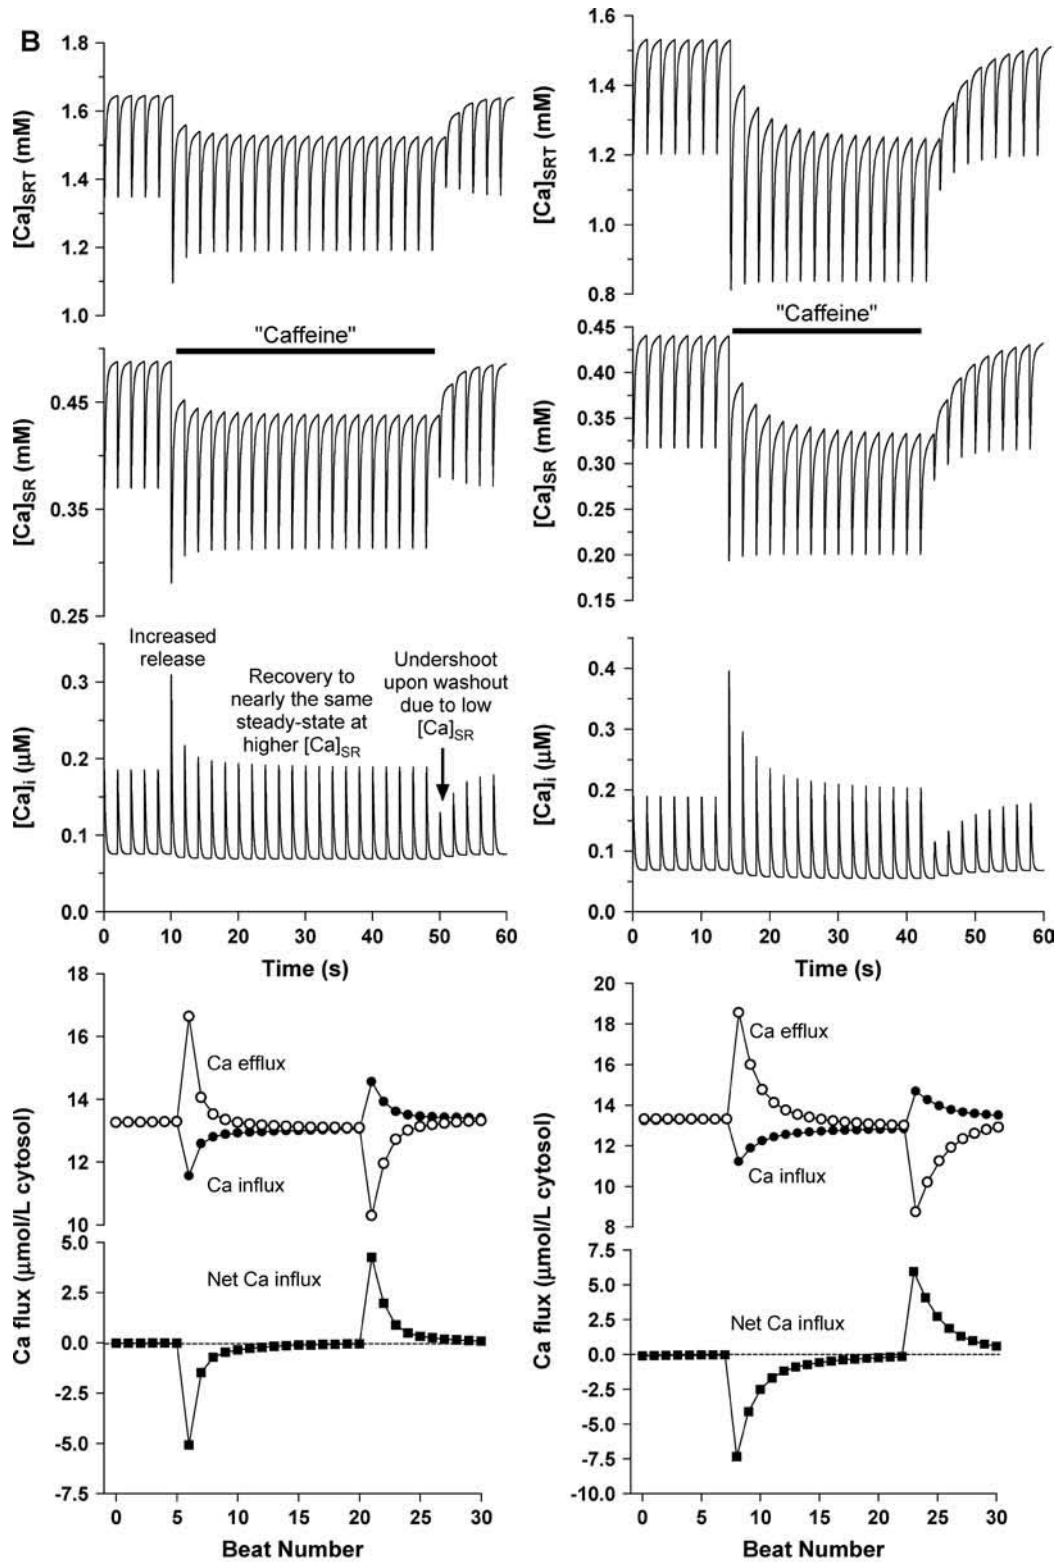 B
1.8
1.6
1.4
1.2
1.0
[Ca]SRT (mM)
1.6
1.4
1.2
1.0
0.8
[Ca]SRT (mM)
"Caffeine"
0.45
0.35
0.25
[Ca]SR (mM)
"Caffeine"
0.45
0.40
0.35
0.30
0.25
0.20
0.15
[Ca]SR (mM)
Increased
release
Recovery to
nearly the same
steady-state at
higher [Ca]SR
Undershoot
upon washout
due to low
[Ca]SR
0.3
0.2
0.1
0.0
[Ca]i (μM)
0 10 20 30 40 50 60
Time (s)
0.4
0.3
0.2
0.1
0.0
[Ca]i (μM)
0 10 20 30 40 50 60
Time (s)
18
16
14
12
10
Ca efflux
Ca influx
5.0
2.5
0.0
-2.5
-5.0
-7.5
Net Ca influx
Ca flux (μmol/L cytosol)
0 5 10 15 20 25 30
Beat Number
20
18
16
14
12
10
8
Ca efflux
Ca influx
7.5
5.0
2.5
0.0
-2.5
-5.0
-7.5
-10.0
Net Ca influx
Ca flux (μmol/L cytosol)
0 5 10 15 20 25 30
Beat Number